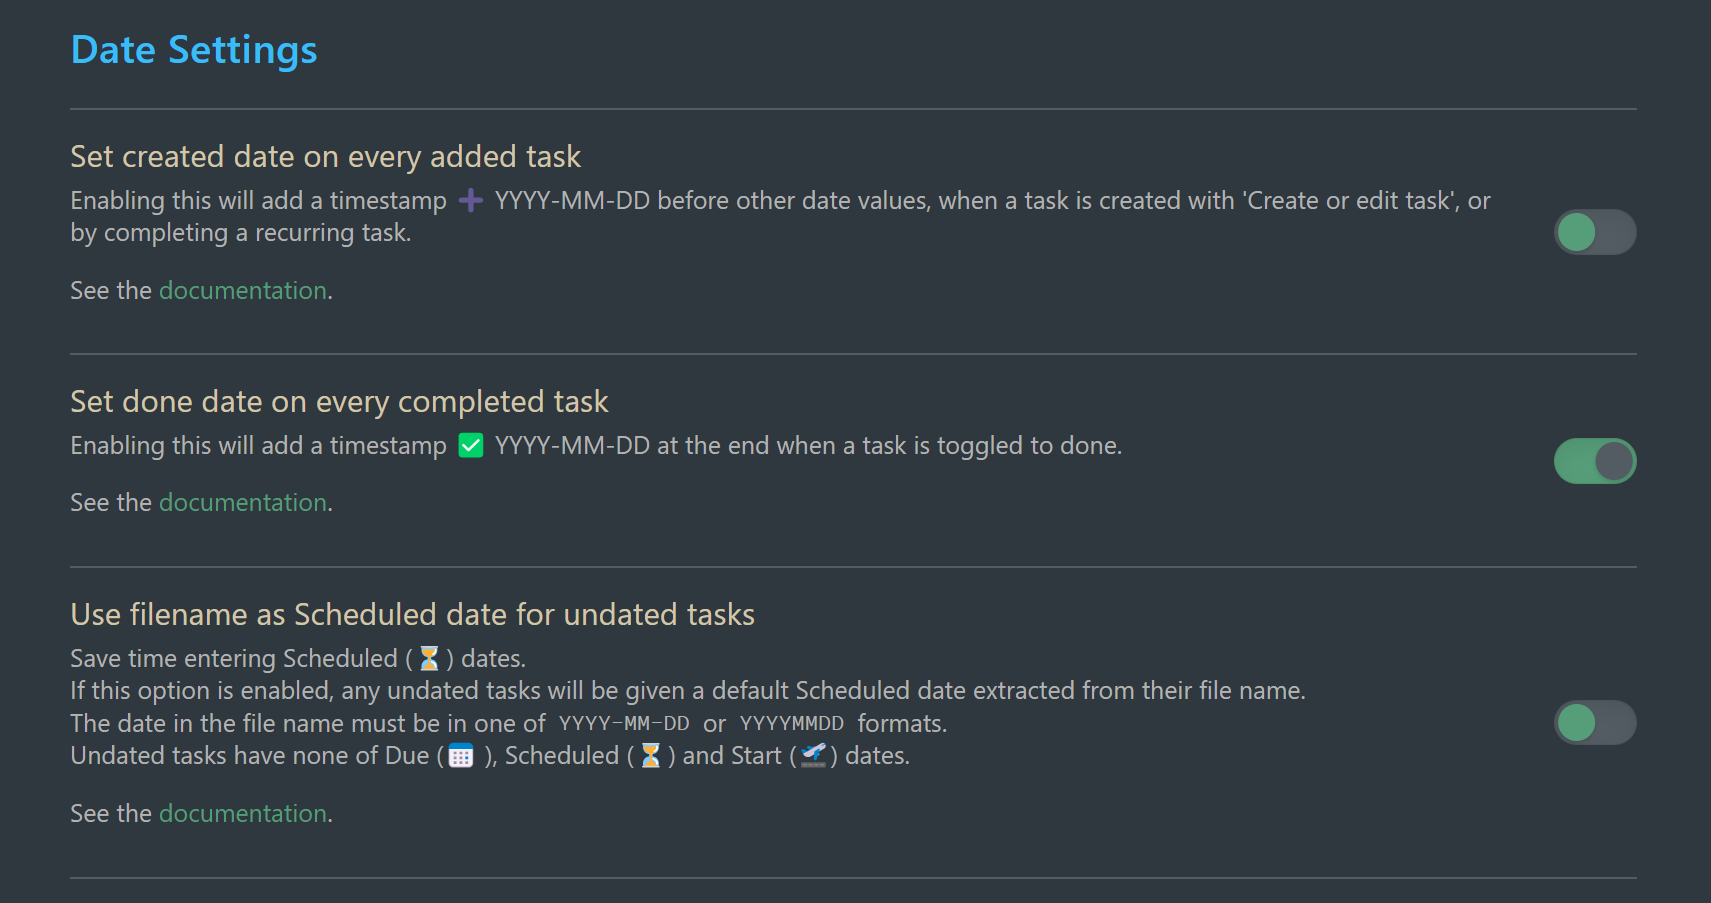 Date Settings
Set created date on every added task
Enabling this will add a timestamp ➕ YYYY-MM-DD before other date values, when a task is created with 'Create or edit task', or
by completing a recurring task.
See the documentation.
Set done date on every completed task
Enabling this will add a timestamp ✅ YYYY-MM-DD at the end when a task is toggled to done.
See the documentation.
Use filename as Scheduled date for undated tasks
Save time entering Scheduled (⏳) dates.
If this option is enabled, any undated tasks will be given a default Scheduled date extracted from their file name.
The date in the file name must be in one of YYYY-MM-DD or YYYYMMDD formats.
Undated tasks have none of Due (📅 ), Scheduled (⏳) and Start (🛫) dates.
See the documentation.